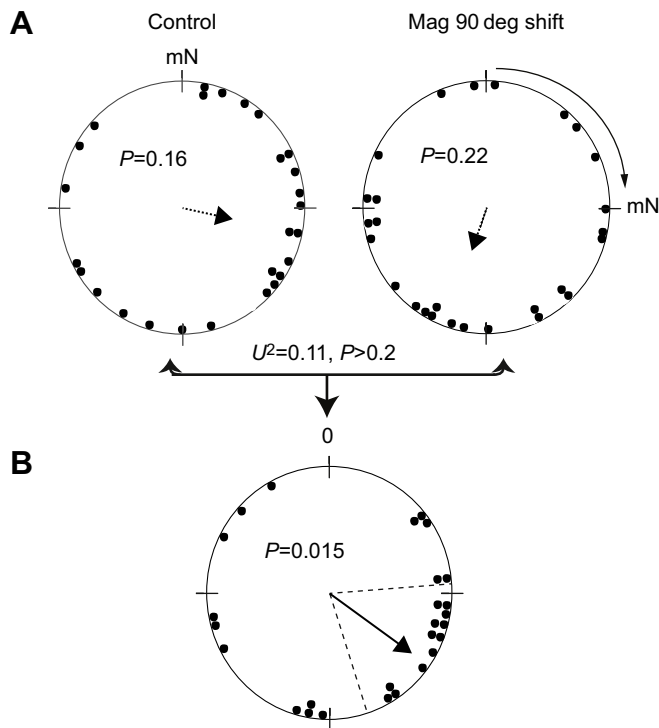 A
Control
Mag 90 deg shift
mN
P=0.16
P=0.22
mN
U²=0.11, P>0.2
0
B
P=0.015